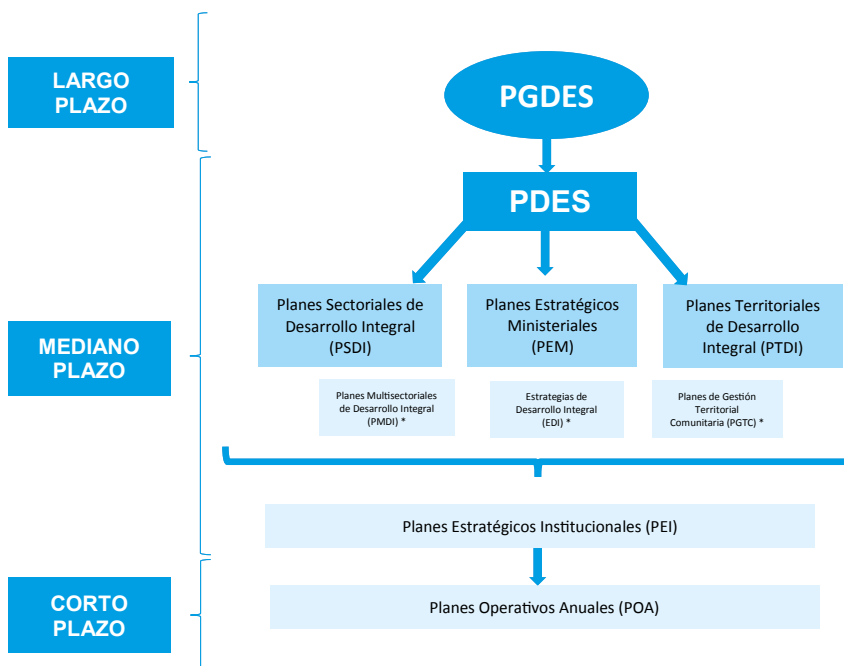 LARGO
PLAZO
PGDES
PDES
MEDIANO
PLAZO
Planes Sectoriales de
Desarrollo Integral
(PSDI)
Planes Estratégicos
Ministeriales
(PEM)
Planes Territoriales
de Desarrollo
Integral (PTDI)
Planes Multisectoriales
de Desarrollo Integral
(PMDI) *
Estrategias de
Desarrollo Integral
(EDI) *
Planes de Gestión
Territorial
Comunitaria (PGTC) *
Planes Estratégicos Institucionales (PEI)
CORTO
PLAZO
Planes Operativos Anuales (POA)